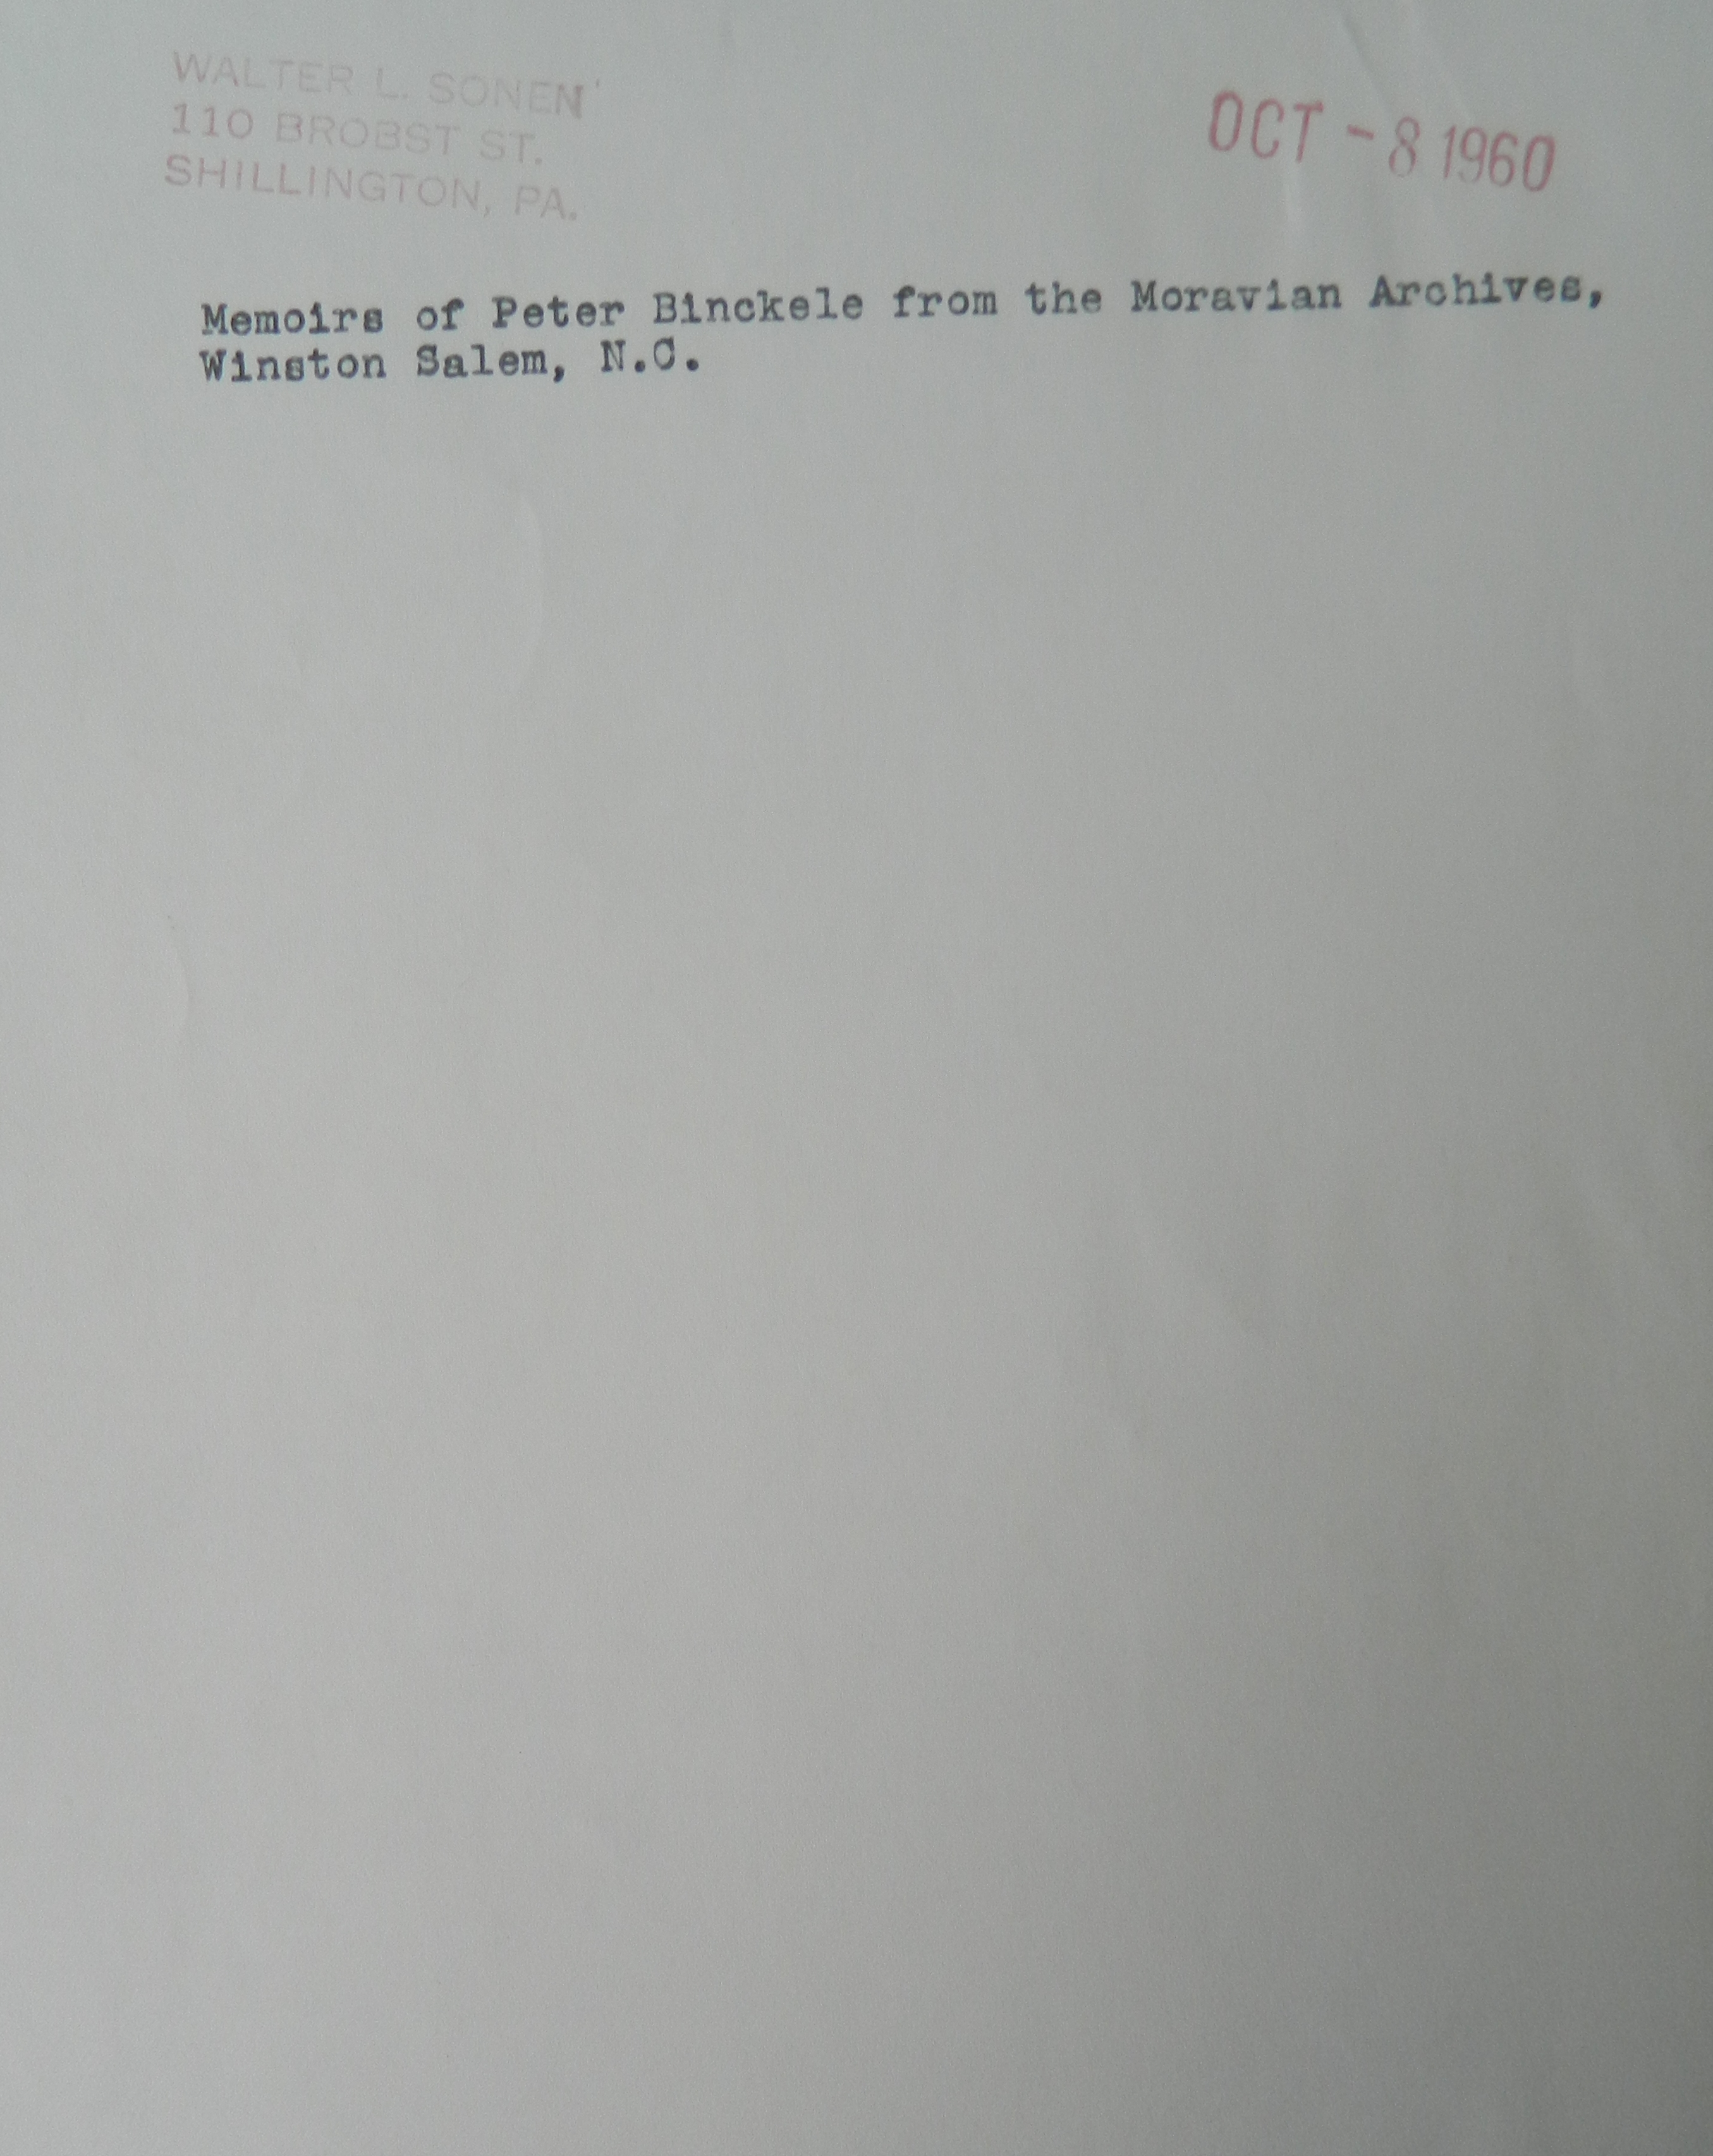 WALTER L. SONEN
110 BROBST ST.
SHILLINGTON, PA.
OCT - 8 1960
Memoirs of Peter Binckele from the Moravian Archives,
Winston Salem, N.C.